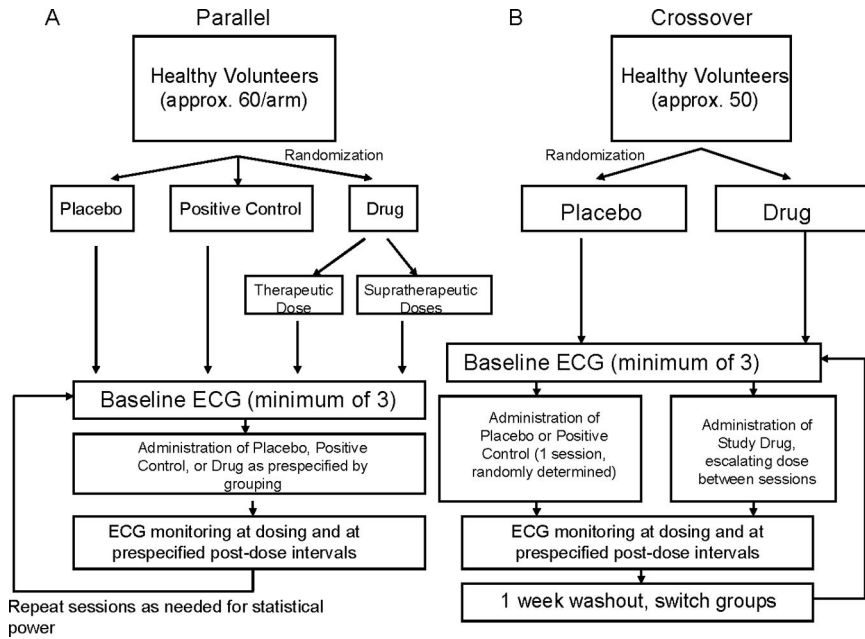 A
Parallel
Healthy Volunteers
(approx. 60/arm)
Randomization
Placebo
Positive Control
Drug
Therapeutic
Dose
Supratherapeutic
Doses
Baseline ECG (minimum of 3)
Administration of Placebo, Positive
Control, or Drug as prespecified by
grouping
ECG monitoring at dosing and at
prespecified post-dose intervals
Repeat sessions as needed for statistical
power
B
Crossover
Healthy Volunteers
(approx. 50)
Randomization
Placebo
Drug
Baseline ECG (minimum of 3)
Administration of
Placebo or Positive
Control (1 session,
randomly determined)
Administration of
Study Drug,
escalating dose
between sessions
ECG monitoring at dosing and at
prespecified post-dose intervals
1 week washout, switch groups